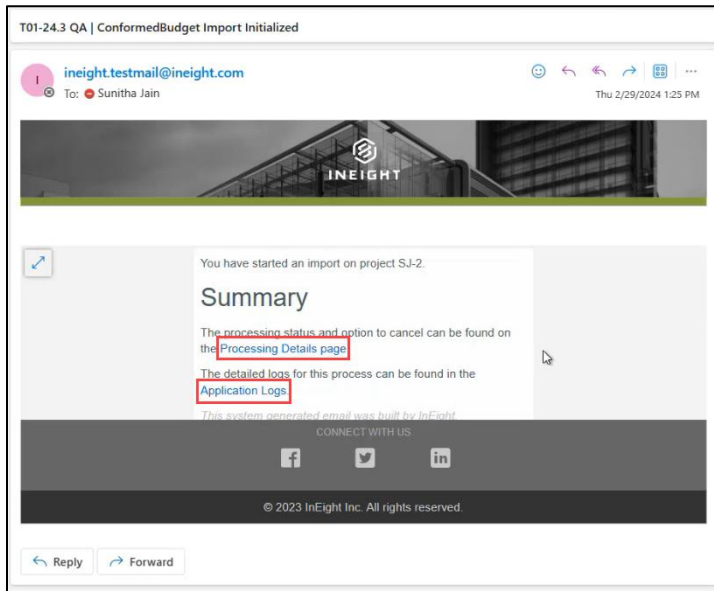 T01-24.3 QA | ConformedBudget Import Initialized
I
ineight.testmail@ineight.com
To: Sunitha Jain
Thu 2/29/2024 1:25 PM
INEIGHT
You have started an import on project SJ-2.
Summary
The processing status and option to cancel can be found on
the Processing Details page
The detailed logs for this process can be found in the
Application Logs.
This system generated email was built by InEight.
CONNECT WITH US
© 2023 InEight Inc. All rights reserved.
Reply
Forward